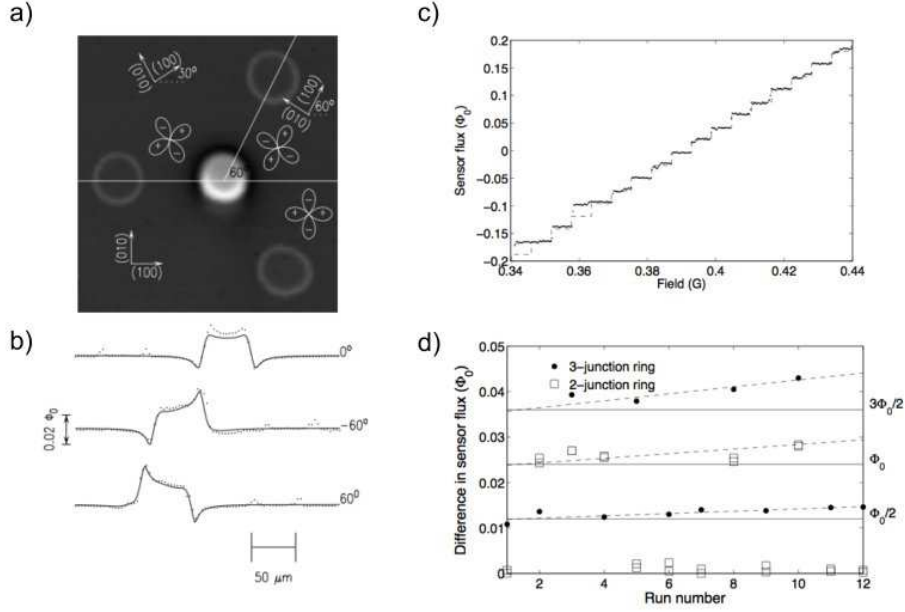 a)
(010)
(100)
30°
(100)
(010)
60°
60°
(010)
(100)
b)
0°
-60°
60°
0.02 Φ₀
50 μm
c)
Sensor flux (Φ₀)
0.2
0.15
0.1
0.05
0
-0.05
-0.1
-0.15
-0.2
0.34
0.36
0.38
0.4
0.42
0.44
Field (G)
d)
Difference in sensor flux (Φ₀)
0.05
0.04
0.03
0.02
0.01
0
3-junction ring
2-junction ring
3Φ₀/2
Φ₀
Φ₀/2
2
4
6
8
10
12
Run number